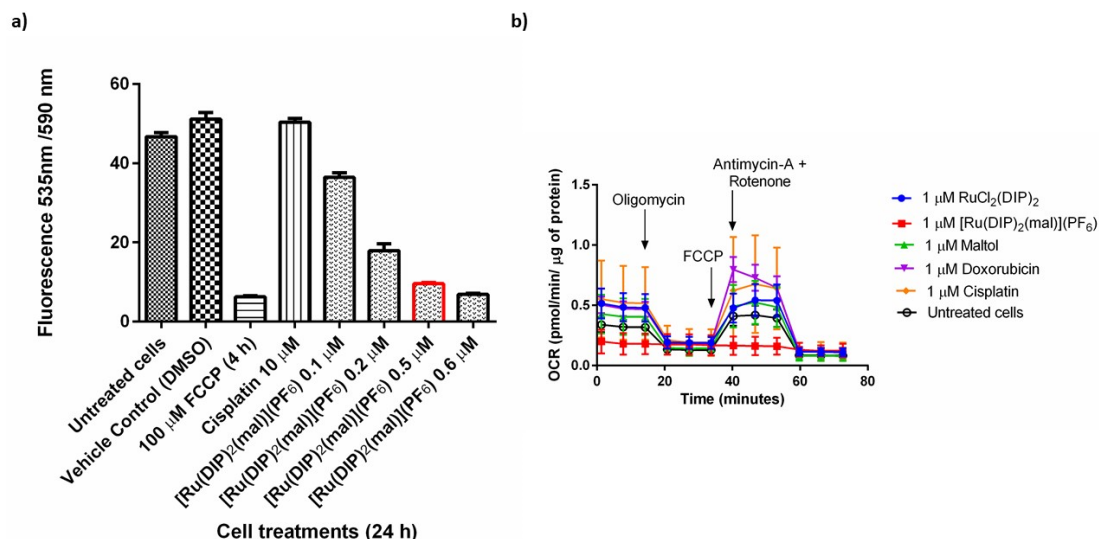 a)
Fluorescence 535nm /590 nm
60
40
20
0
Untreated cells
Vehicle Control (DMSO)
100 μM FCCP (4 h)
Cisplatin 10 μM
[Ru(DIP)2(mal)](PF6) 0.1 μM
[Ru(DIP)2(mal)](PF6) 0.2 μM
[Ru(DIP)2(mal)](PF6) 0.5 μM
[Ru(DIP)2(mal)](PF6) 0.6 μM
Cell treatments (24 h)
b)
OCR (pmol/min/ μg of protein)
1.5
1.0
0.5
0.0
0
20
40
60
80
Time (minutes)
Oligomycin
FCCP
Antimycin-A +
Rotenone
1 μM RuCl2(DIP)2
1 μM [Ru(DIP)2(mal)](PF6)
1 μM Maltol
1 μM Doxorubicin
1 μM Cisplatin
Untreated cells